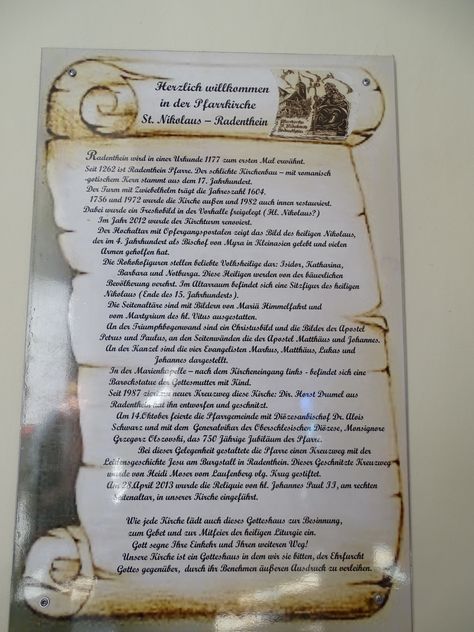 Herzlich willkommen
in der Pfarrkirche
St. Nikolaus – Radenthein
Radenthein wird in einer Urkunde 1177 zum ersten Mal erwähnt.
Seit 1262 ist Radenthein Pfarre. Der schlichte Kirchenbau – mit romanisch
-gotischem Kern stammt aus dem 17. Jahrhundert.
Der Turm mit Zwiebelhelm trägt die Jahreszahl 1604.
1756 und 1972 wurde die Kirche außen und 1982 auch innen restauriert.
Dabei wurde ein Freskobild in der Vorhalle freigelegt ( Hl. Nikolaus?)
- Im Jahr 2012 wurde der Kirchturm renoviert.
Der Hochaltar mit Opfergangsportalen zeigt das Bild des heiligen Nikolaus,
der im 4. Jahrhundert als Bischof von Myra in Kleinasien gelebt und vielen
Armen geholfen hat.
Die Rokokofiguren stellen beliebte Volksheilige dar: Isidor, Katharina,
Barbara und Notburga. Diese Heiligen werden von der bäuerlichen
Bevölkerung verehrt. Im Altarraum befindet sich eine Sitzfigur des heiligen
Nikolaus (Ende des 15. Jahrhunderts).
Die Seitenaltäre sind mit Bildern von Mariä Himmelfahrt und
vom Martyrium des hl. Vitus ausgestatten.
An der Triumphbogenwand sind ein Christusbild und die Bilder der Apostel
Petrus und Paulus, an den Seitenwänden die der Apostel Matthäus und Johannes.
An der Kanzel sind die vier Evangelisten Markus, Matthäus, Lukas und
Johannes dargestellt.
In der Marienkapelle – nach dem Kircheneingang links - befindet sich eine
Barockstatue der Gottesmutter mit Kind.
Seit 1987 ziert ein neuer Kreuzweg diese Kirche: Dir. Horst Drumel aus
Radenthein hat ihn entworfen und geschnitzt.
Am 14.Oktober feierte die Pfarrgemeinde mit Diözesanbischof Dr. Alois
Schwarz und mit dem Generalvikar der Oberschlesischen Diözese, Monsignore
Grzegorz Olszowski, das 750 Jährige Jubiläum der Pfarre.
Bei dieser Gelegenheit gestaltete die Pfarre einen Kreuzweg mit der
Leidensgeschichte Jesu am Burgstall in Radenthein. Dieser Geschnitzte Kreuzweg
wurde von Heidi Moser vom Laufenberg vlg. Krug gestiftet.
Am 28.April 2013 wurde die Reliquie von hl. Johannes Paul II, am rechten
Seitenaltar, in unserer Kirche eingeführt.
Wie jede Kirche lädt auch dieses Gotteshaus zur Besinnung,
zum Gebet und zur Mitfeier der heiligen Liturgie ein.
Gott segne Ihre Einkehr und Ihren weiteren Weg!
Unsere Kirche ist ein Gotteshaus in dem wir sie bitten, der Ehrfurcht
Gottes gegenüber, durch ihr Benehmen äußeren Ausdruck zu verleihen.